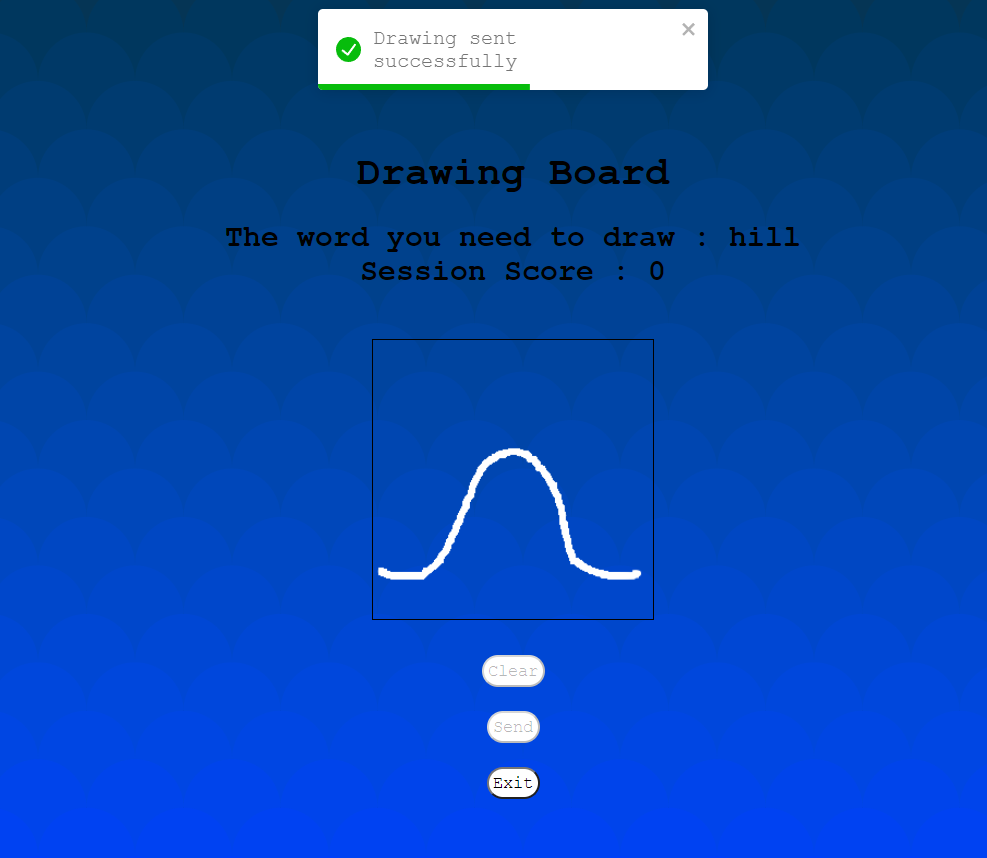 Drawing sent
successfully
Drawing Board
The word you need to draw : hill
Session Score : 0
Clear
Send
Exit